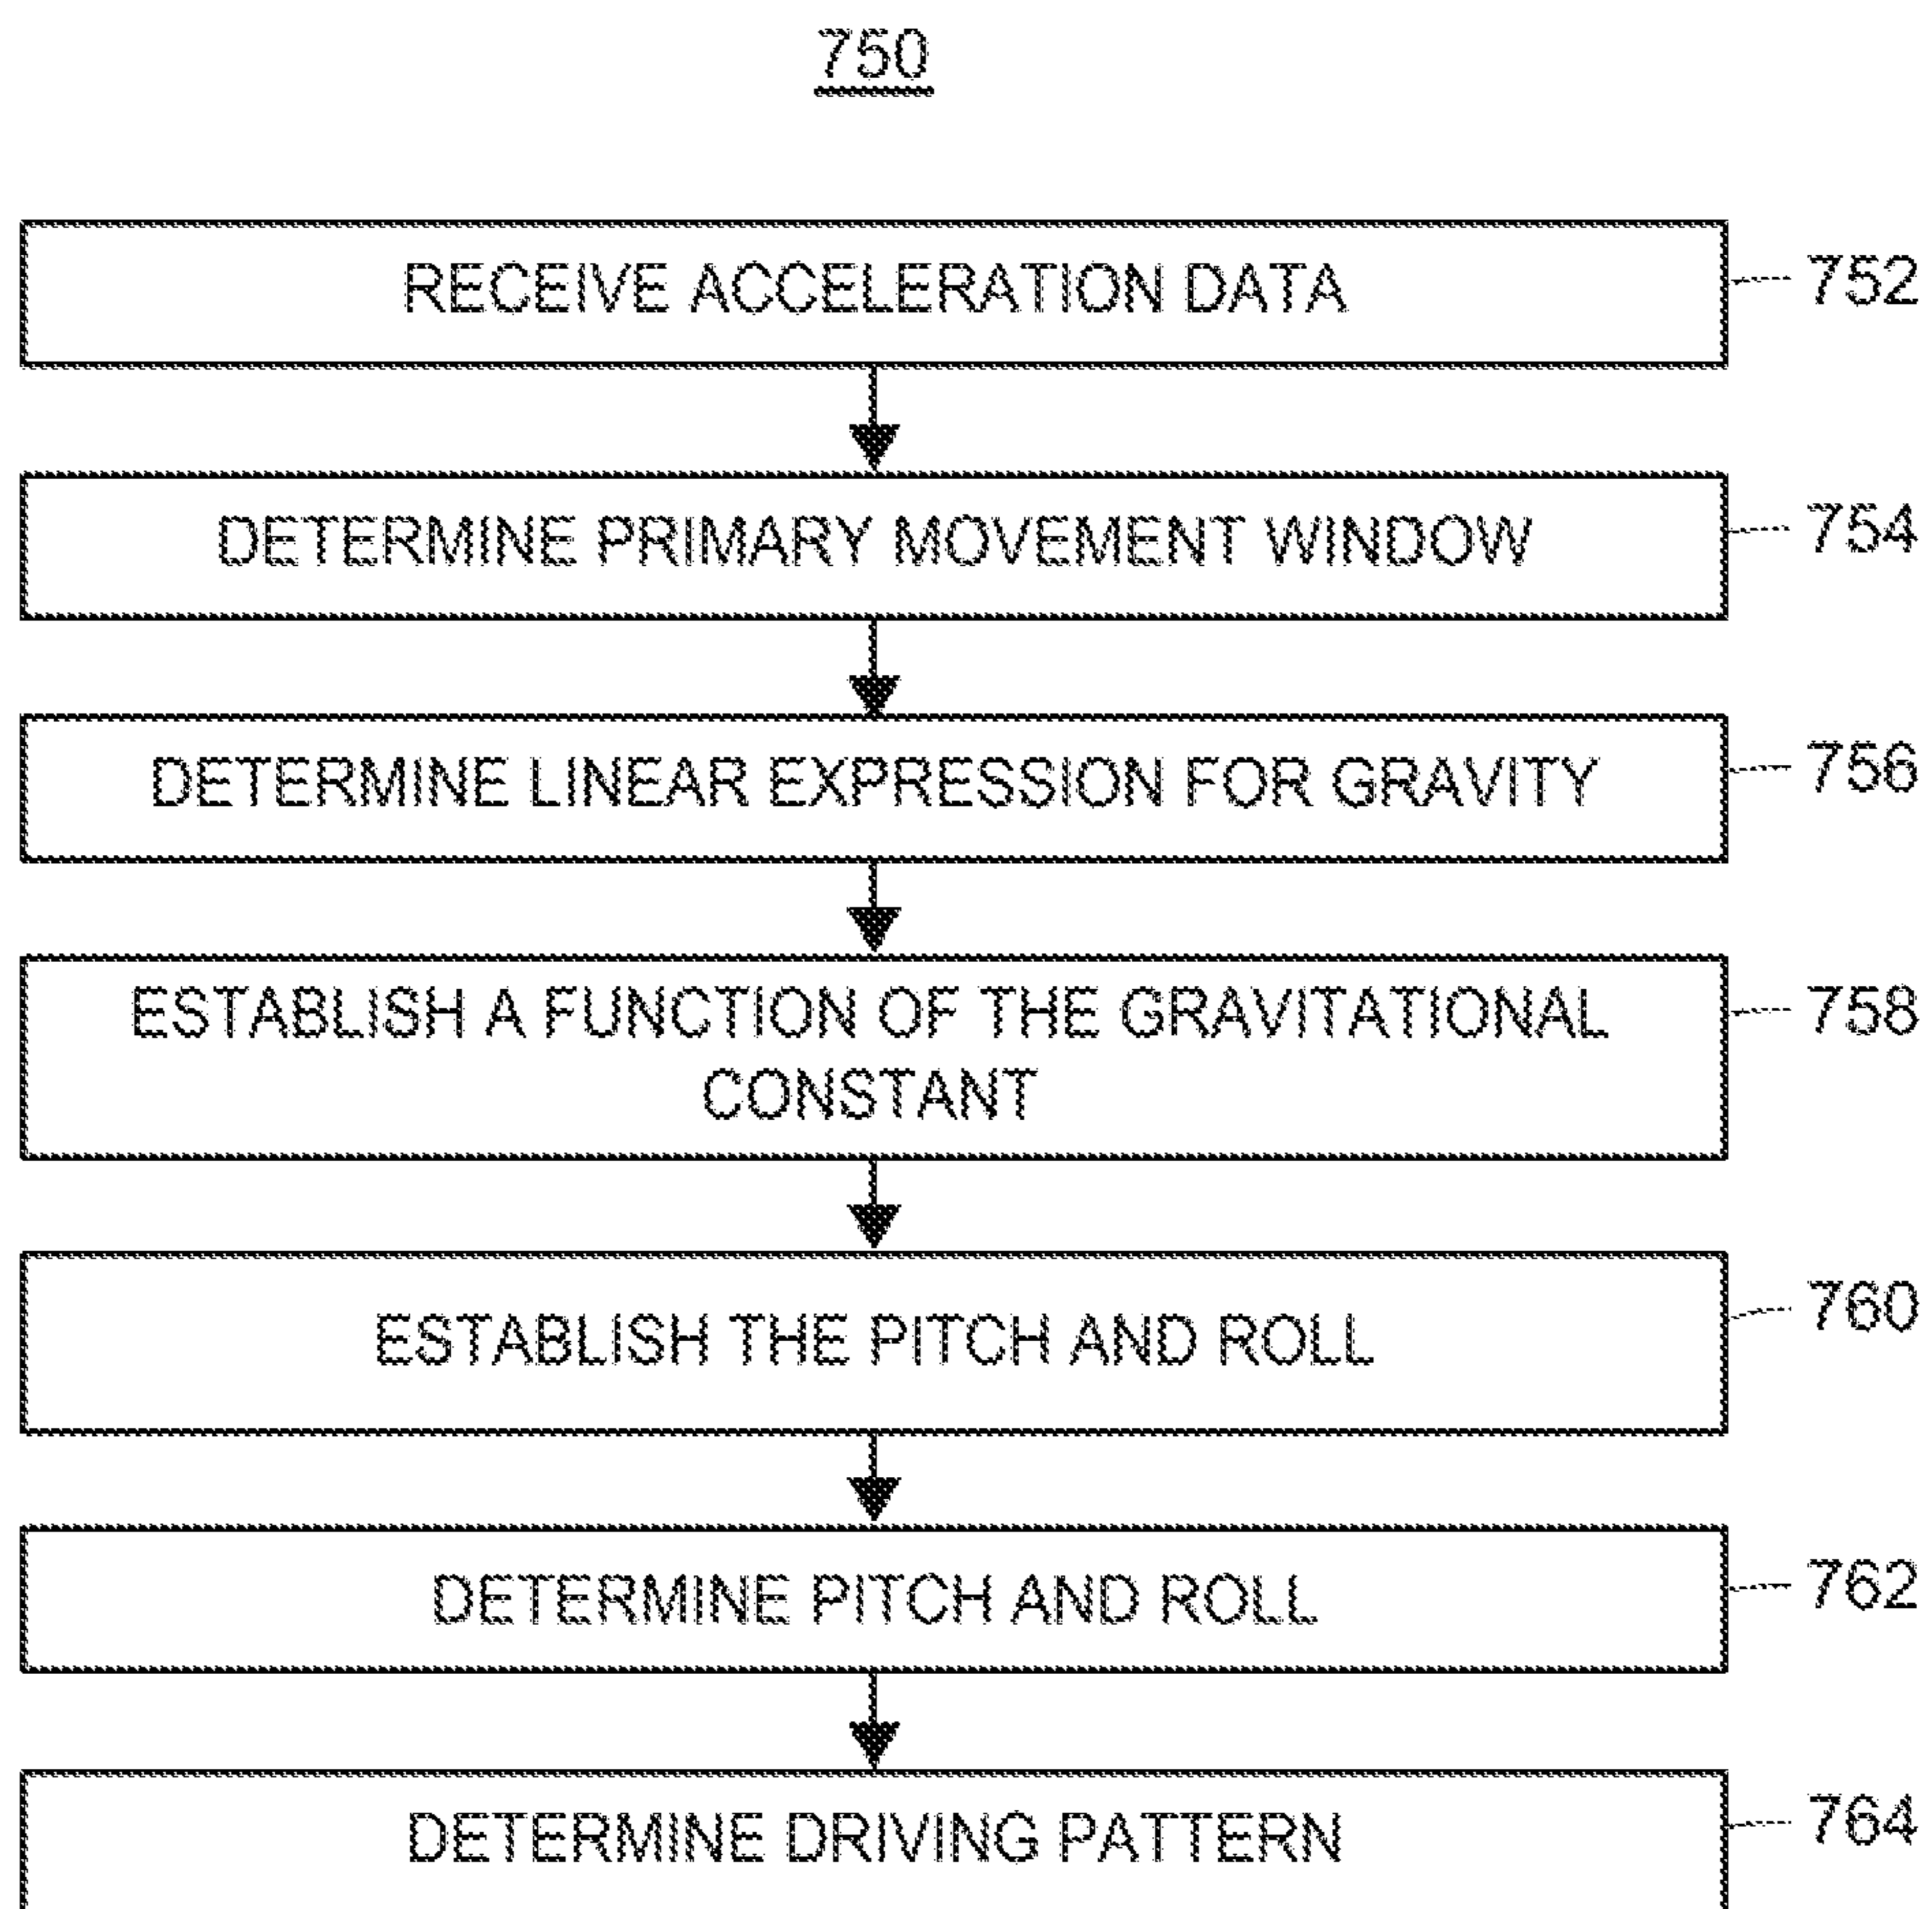 750
RECEIVE ACCELERATION DATA
752
DETERMINE PRIMARY MOVEMENT WINDOW
754
DETERMINE LINEAR EXPRESSION FOR GRAVITY
756
ESTABLISH A FUNCTION OF THE GRAVITATIONAL
CONSTANT
758
ESTABLISH THE PITCH AND ROLL
760
DETERMINE PITCH AND ROLL
762
DETERMINE DRIVING PATTERN
764